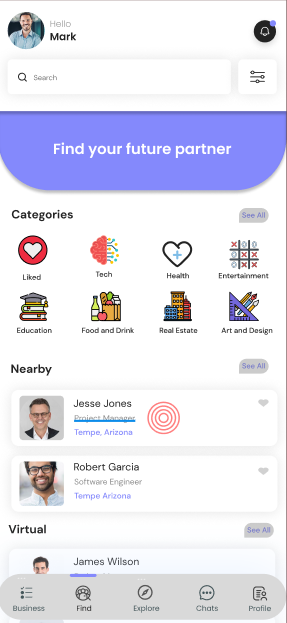 Hello
Mark
Search
Find your future partner
Categories
See All
Liked
Tech
Health
Entertainment
Education
Food and Drink
Real Estate
Art and Design
Nearby
See All
Jesse Jones
Project Manager
Tempe, Arizona
Robert Garcia
Software Engineer
Tempe Arizona
Virtual
See All
James Wilson
Business
Find
Explore
Chats
Profile